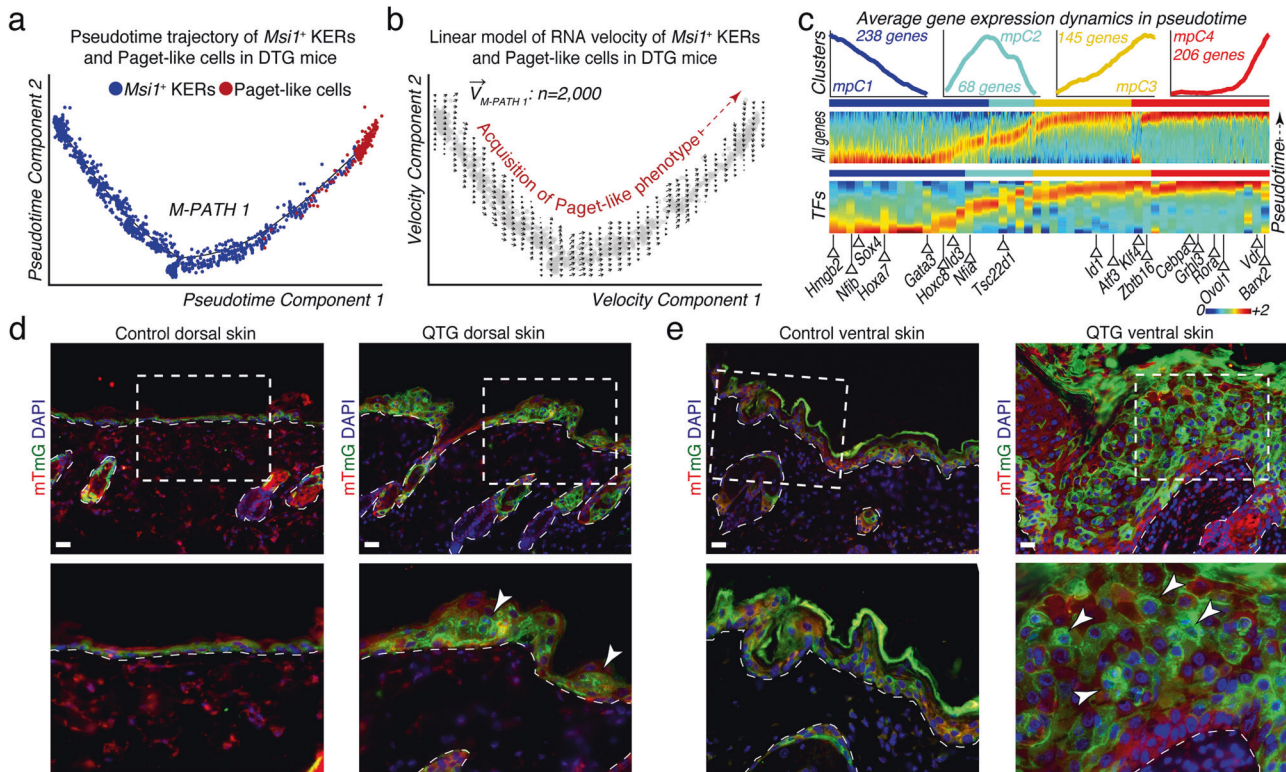 a
Pseudotime trajectory of Msi1+ KERs
and Paget-like cells in DTG mice
Msi1+ KERs Paget-like cells
Pseudotime Component 2
M-PATH 1
Pseudotime Component 1
b
Linear model of RNA velocity of Msi1+ KERs
and Paget-like cells in DTG mice
V M-PATH 1: n=2,000
Acquisition of Paget-like phenotype
Velocity Component 2
Velocity Component 1
c
Average gene expression dynamics in pseudotime
Clusters
238 genes
mpC1
mpC2
68 genes
145 genes
mpC3
mpC4
206 genes
All genes
TFs
Pseudotime
Hmgb2
Nfib
Sox4
Hoxa7
Gata3
Hoxc8
Id3
Nfia
Tsc22d1
Id1
Atf3
Klf4
Zbtb16
Cebpa
Grhl3
Rora
Ovol1
Vdr
Barx2
0 +2
d
Control dorsal skin
QTG dorsal skin
mTmG DAPI
mTmG DAPI
e
Control ventral skin
QTG ventral skin
mTmG DAPI
mTmG DAPI